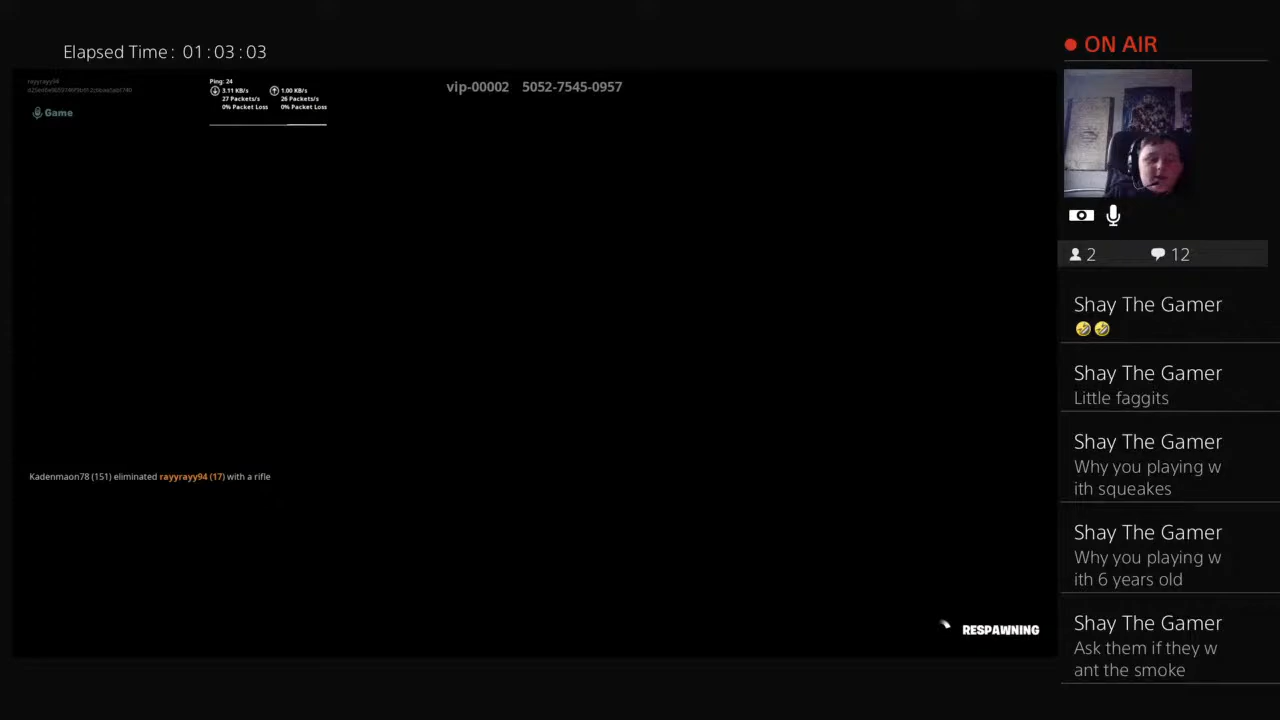 Elapsed Time: 01:03:03
ON AIR
rayyrayy94
Ping: 24
3.11 KB/s 1.00 KB/s
27 Packets/s 26 Packets/s
0% Packet Loss 0% Packet Loss
vip-00002 5052-7545-0957
Game
2 12
Shay The Gamer
🤣🤣
Shay The Gamer
Little faggits
Shay The Gamer
Why you playing w
ith squeakes
Shay The Gamer
Why you playing w
ith 6 years old
Shay The Gamer
Ask them if they w
ant the smoke
Kadenmaon78 (151) eliminated rayyrayy94 (17) with a rifle
RESPAWNING